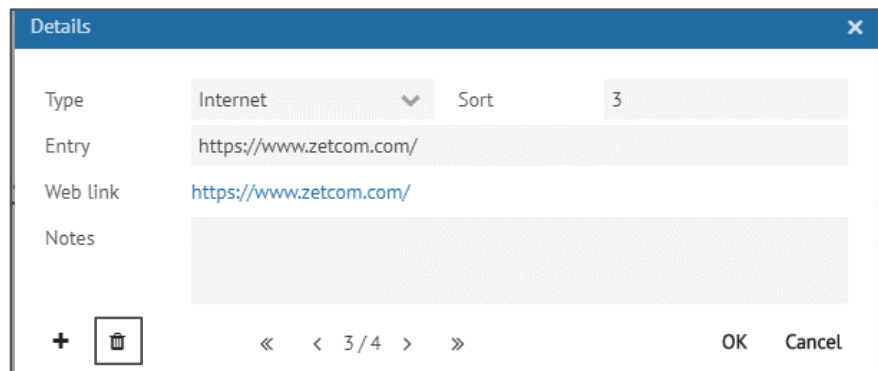 Details ×
Type Internet Sort 3
Entry https://www.zetcom.com/
Web link https://www.zetcom.com/
Notes
+ « < 3 / 4 > » OK Cancel